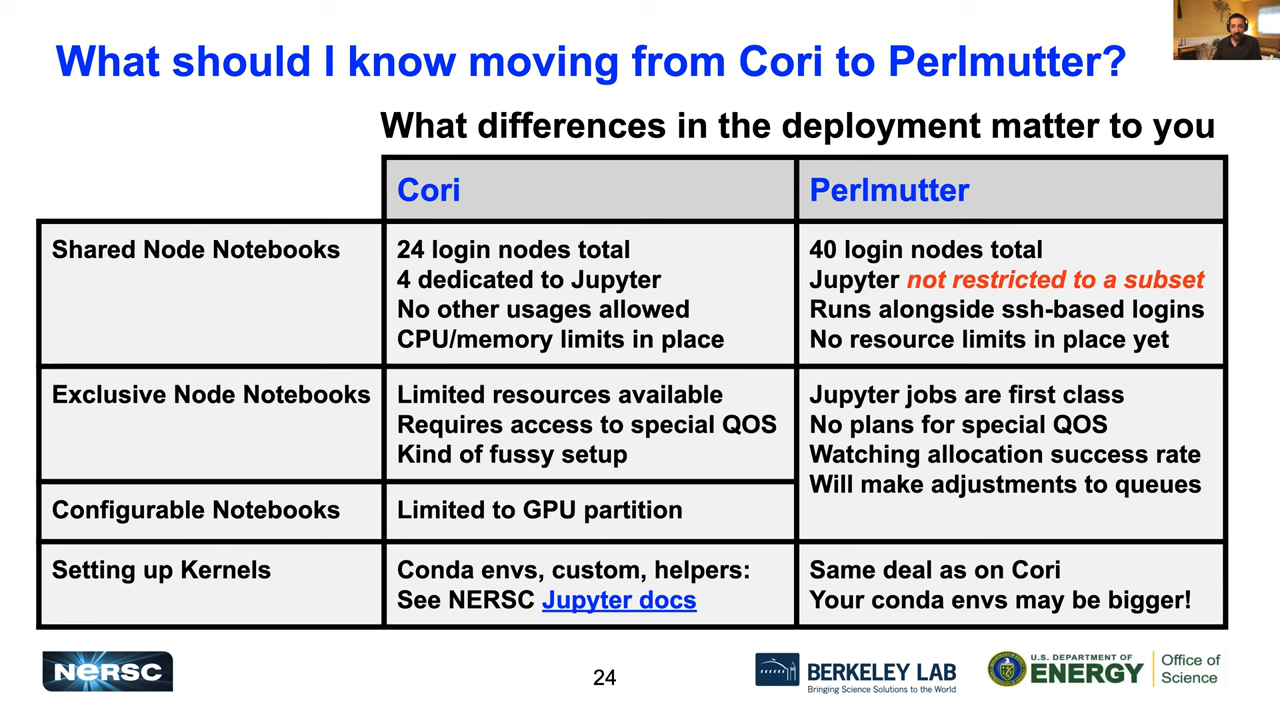 What should I know moving from Cori to Perlmutter?
What differences in the deployment matter to you
Cori
Perlmutter
Shared Node Notebooks
24 login nodes total
4 dedicated to Jupyter
No other usages allowed
CPU/memory limits in place
40 login nodes total
Jupyter not restricted to a subset
Runs alongside ssh-based logins
No resource limits in place yet
Exclusive Node Notebooks
Limited resources available
Requires access to special QOS
Kind of fussy setup
Jupyter jobs are first class
No plans for special QOS
Watching allocation success rate
Will make adjustments to queues
Configurable Notebooks
Limited to GPU partition
Setting up Kernels
Conda envs, custom, helpers:
See NERSC Jupyter docs
Same deal as on Cori
Your conda envs may be bigger!
NERSC
24
BERKELEY LAB
Bringing Science Solutions to the World
U.S. DEPARTMENT OF
ENERGY
Office of
Science